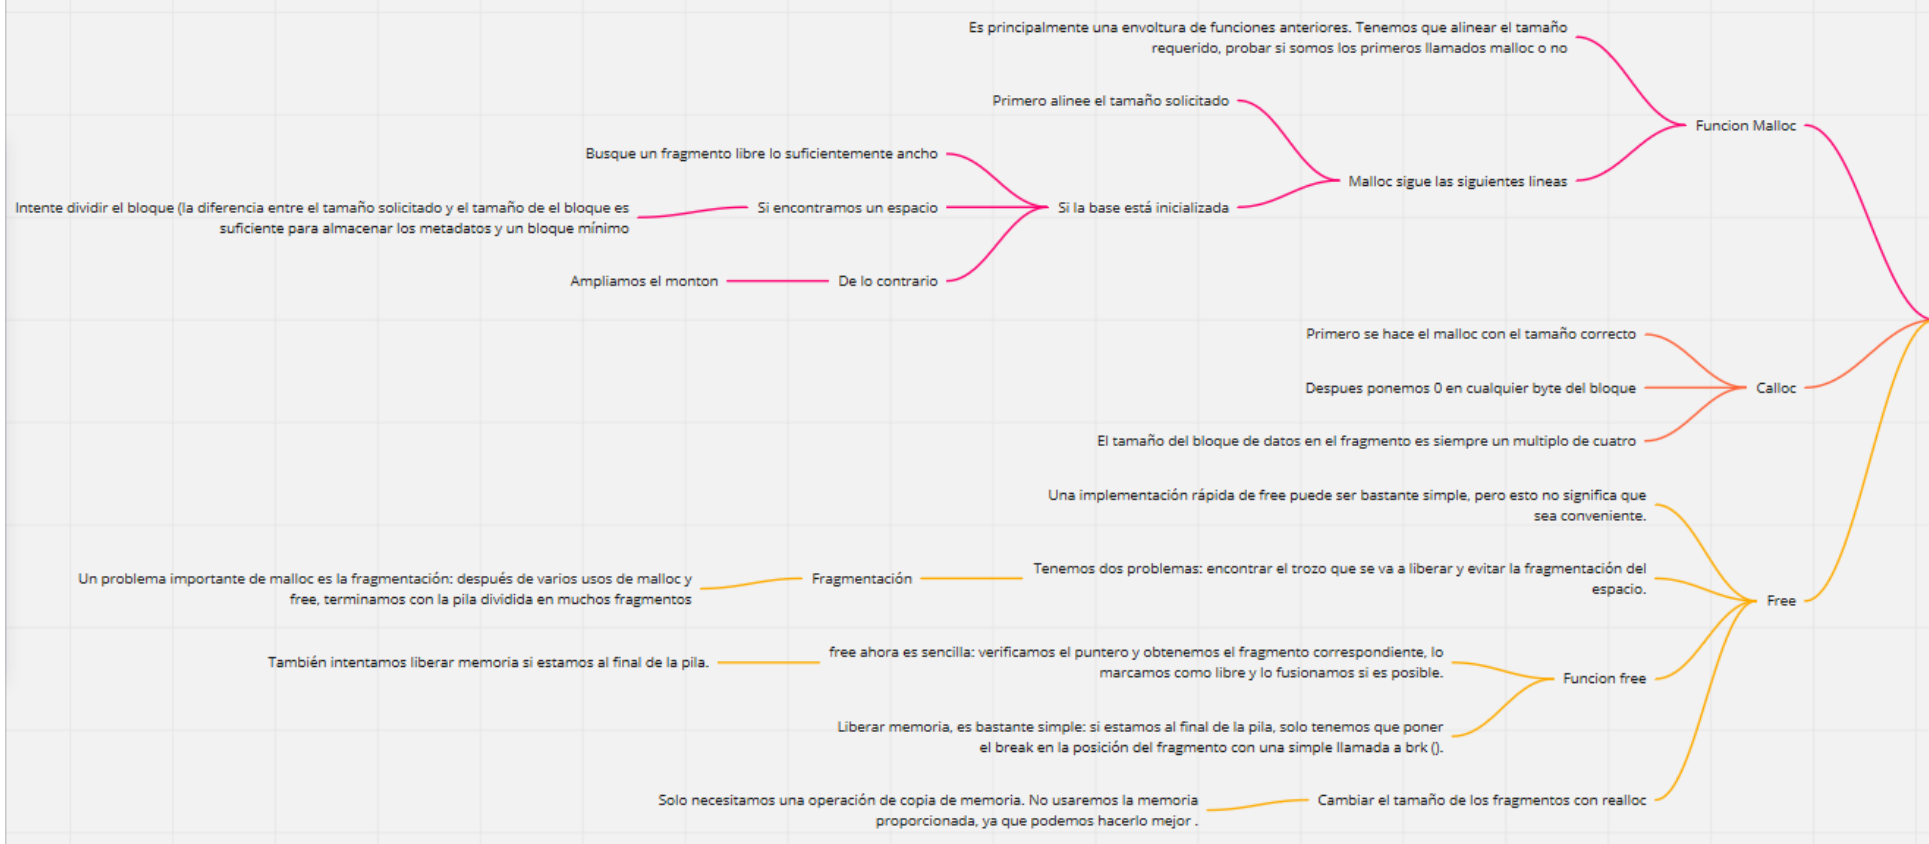 Es principalmente una envoltura de funciones anteriores. Tenemos que alinear el tamaño
requerido, probar si somos los primeros llamados malloc o no
Primero alinee el tamaño solicitado
Funcion Malloc
Busque un fragmento libre lo suficientemente ancho
Malloc sigue las siguientes lineas
Intente dividir el bloque (la diferencia entre el tamaño solicitado y el tamaño de el bloque es
suficiente para almacenar los metadatos y un bloque mínimo
Si encontramos un espacio
Si la base está inicializada
Ampliamos el monton
De lo contrario
Primero se hace el malloc con el tamaño correcto
Despues ponemos 0 en cualquier byte del bloque
Calloc
El tamaño del bloque de datos en el fragmento es siempre un multiplo de cuatro
Una implementación rápida de free puede ser bastante simple, pero esto no significa que
sea conveniente.
Un problema importante de malloc es la fragmentación: después de varios usos de malloc y
free, terminamos con la pila dividida en muchos fragmentos
Fragmentación
Tenemos dos problemas: encontrar el trozo que se va a liberar y evitar la fragmentación del
espacio.
Free
También intentamos liberar memoria si estamos al final de la pila.
free ahora es sencilla: verificamos el puntero y obtenemos el fragmento correspondiente, lo
marcamos como libre y lo fusionamos si es posible.
Funcion free
Liberar memoria, es bastante simple: si estamos al final de la pila, solo tenemos que poner
el break en la posición del fragmento con una simple llamada a brk ().
Solo necesitamos una operación de copia de memoria. No usaremos la memoria
proporcionada, ya que podemos hacerlo mejor .
Cambiar el tamaño de los fragmentos con realloc